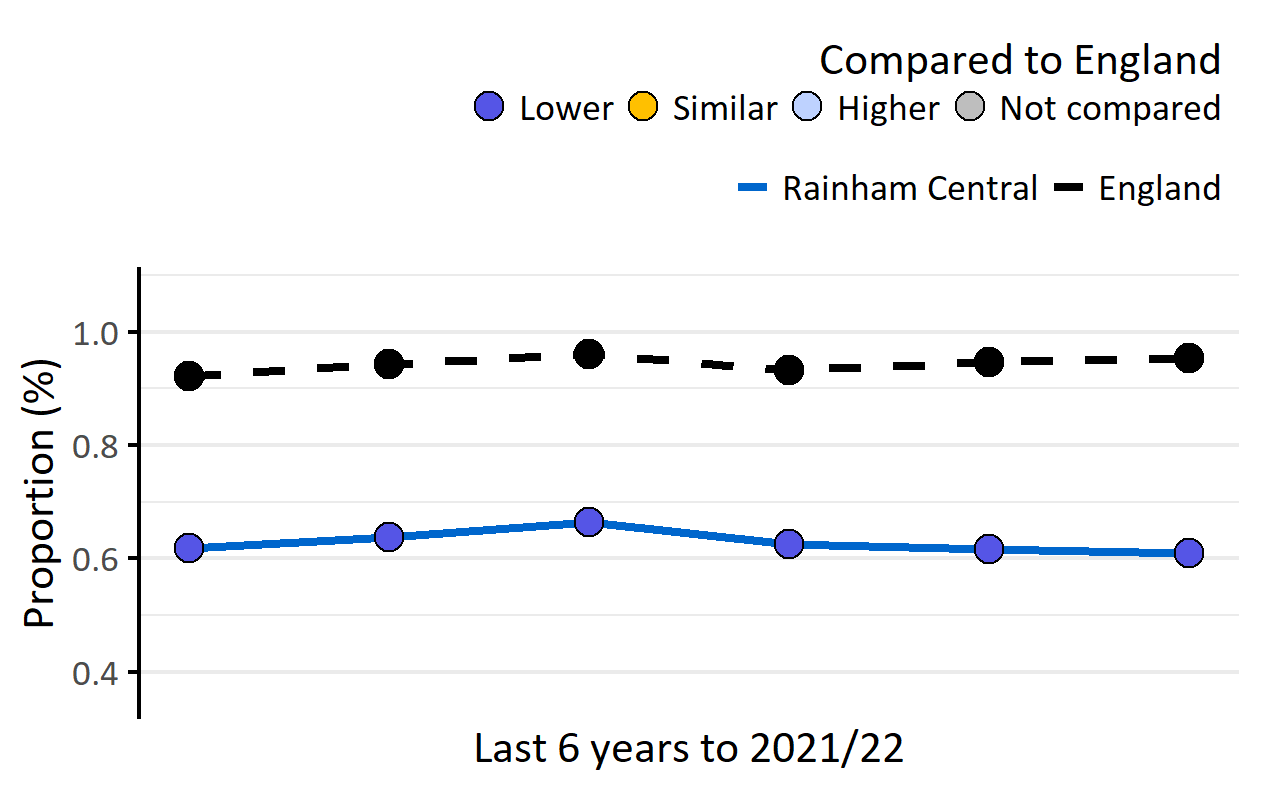 Compared to England
Lower Similar Higher Not compared
Rainham Central England
1.0
0.8
0.6
0.4
Proportion (%)
Last 6 years to 2021/22